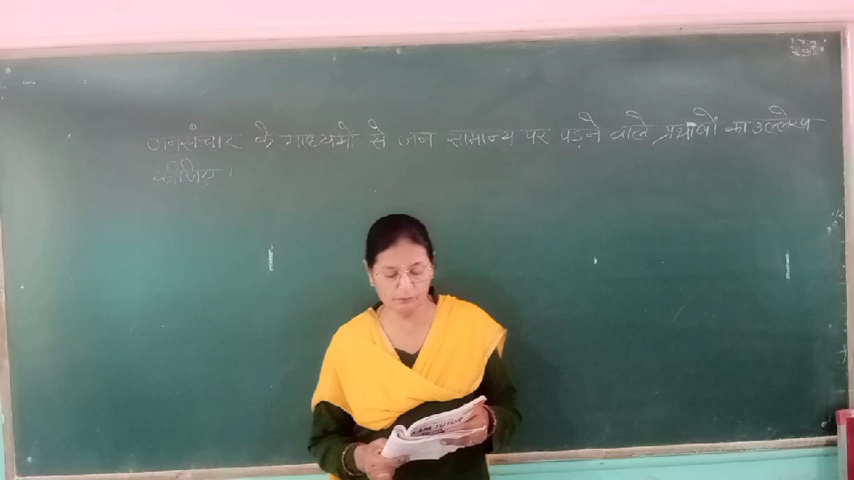 जनसंचार के माध्यमों से जन सामान्य पर पड़ने वाले प्रभावों का उल्लेख
कीजिए।